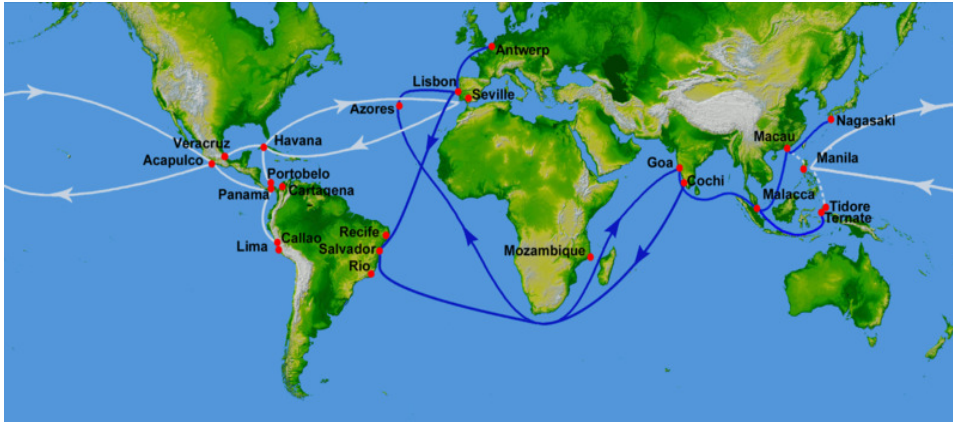 Antwerp
Lisbon
Seville
Azores
Nagasaki
Macau
Havana
Veracruz
Acapulco
Goa
Manila
Portobelo
Cochi
Panama
Cartagena
Malacca
Tidore
Ternate
Recife
Callao
Lima
Salvador
Mozambique
Rio